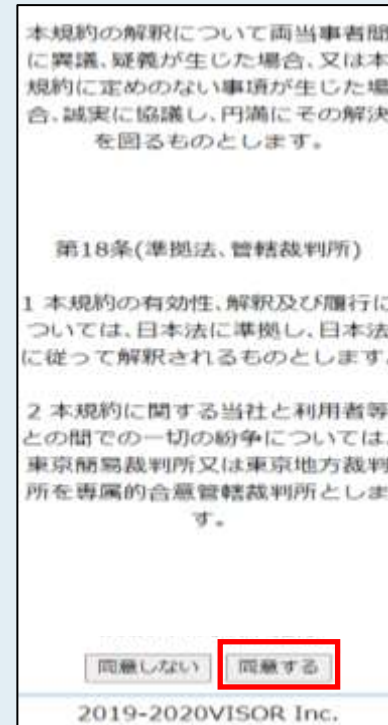 本規約の解釈について両当事者間
に異議、疑義が生じた場合、又は本
規約に定めのない事項が生じた場
合、誠実に協議し、円満にその解決
を図るものとします。
第18条(準拠法、管轄裁判所)
1 本規約の有効性、解釈及び履行に
ついては、日本法に準拠し、日本法
に従って解釈されるものとします。
2 本規約に関する当社と利用者等
との間での一切の紛争については、
東京簡易裁判所又は東京地方裁判
所を専属的合意管轄裁判所としま
す。
同意しない 同意する
2019-2020VISOR Inc.